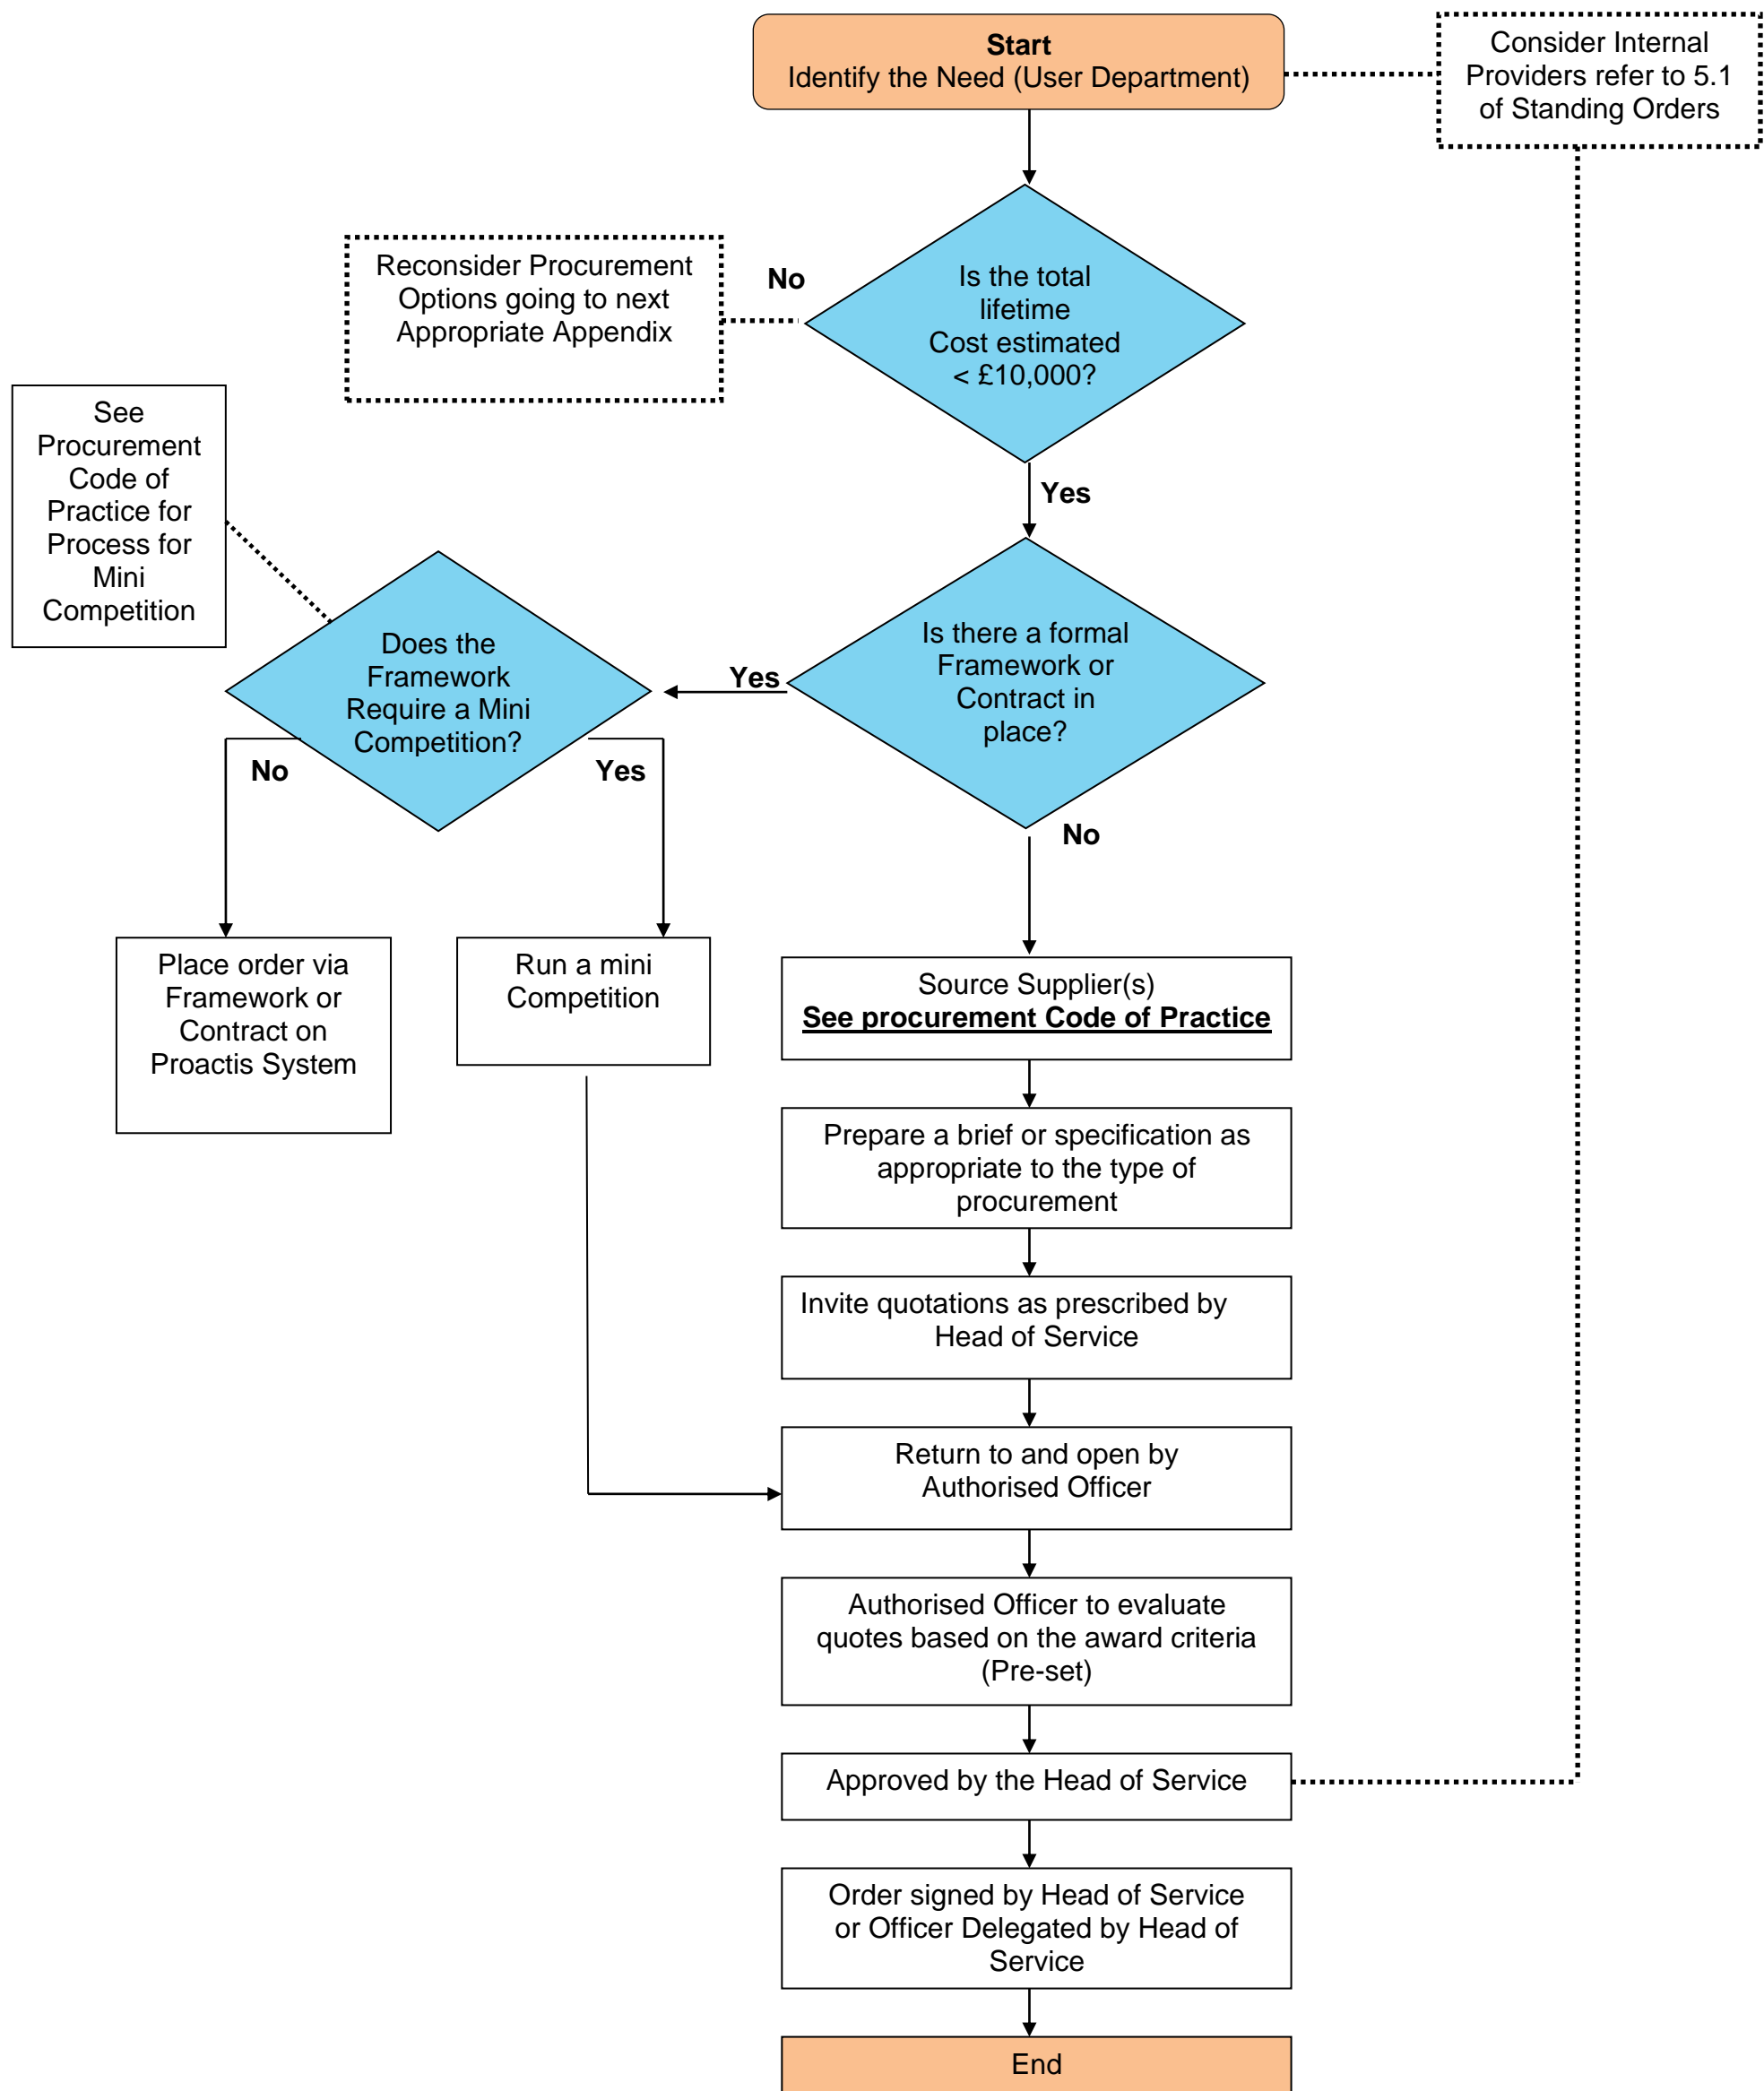 Start
Identify the Need (User Department)
Consider Internal
Providers refer to 5.1
of Standing Orders
Reconsider Procurement
Options going to next
Appropriate Appendix
No
Is the total
lifetime
Cost estimated
< £10,000?
Yes
See
Procurement
Code of
Practice for
Process for
Mini
Competition
Does the
Framework
Require a Mini
Competition?
Yes
Is there a formal
Framework or
Contract in
place?
No
Yes
No
Place order via
Framework or
Contract on
Proactis System
Run a mini
Competition
Source Supplier(s)
See procurement Code of Practice
Prepare a brief or specification as
appropriate to the type of
procurement
Invite quotations as prescribed by
Head of Service
Return to and open by
Authorised Officer
Authorised Officer to evaluate
quotes based on the award criteria
(Pre-set)
Approved by the Head of Service
Order signed by Head of Service
or Officer Delegated by Head of
Service
End